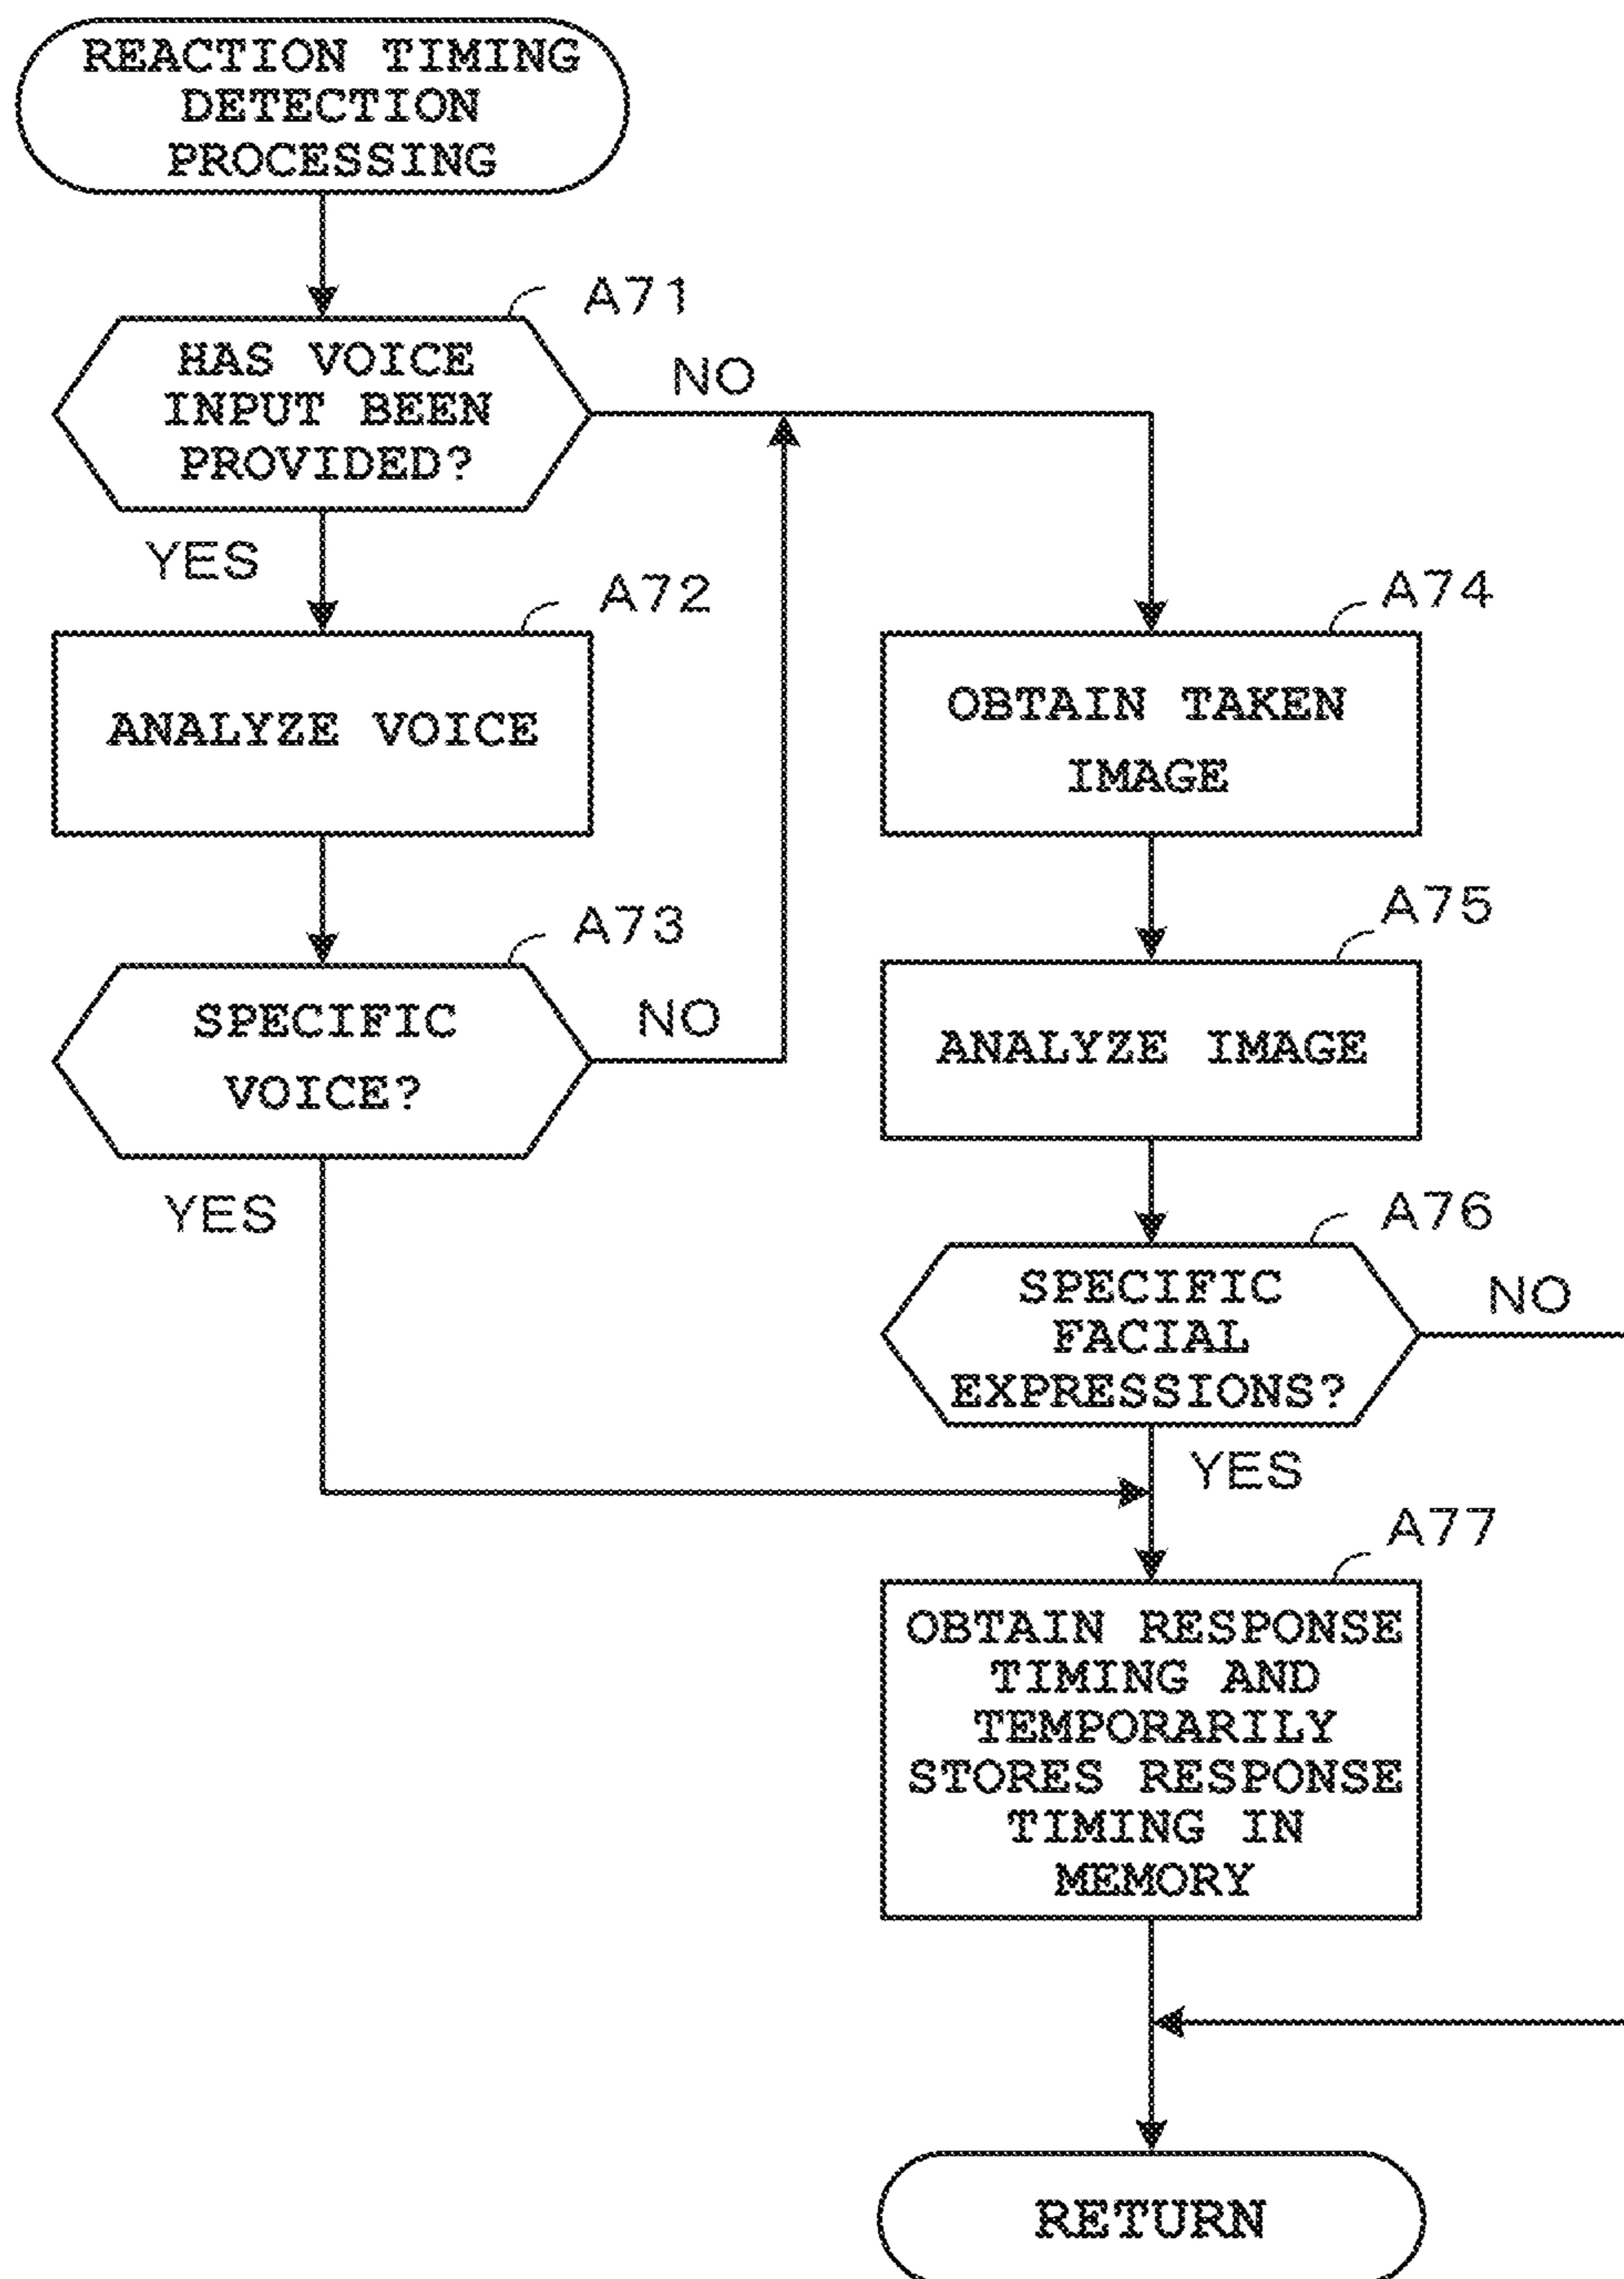 REACTION TIMING
DETECTION
PROCESSING
A71
HAS VOICE
INPUT BEEN
PROVIDED?
NO
YES
A72
ANALYZE VOICE
A73
SPECIFIC
VOICE?
NO
YES
A74
OBTAIN TAKEN
IMAGE
A75
ANALYZE IMAGE
A76
SPECIFIC
FACIAL
EXPRESSIONS?
NO
YES
A77
OBTAIN RESPONSE
TIMING AND
TEMPORARILY
STORES RESPONSE
TIMING IN
MEMORY
RETURN